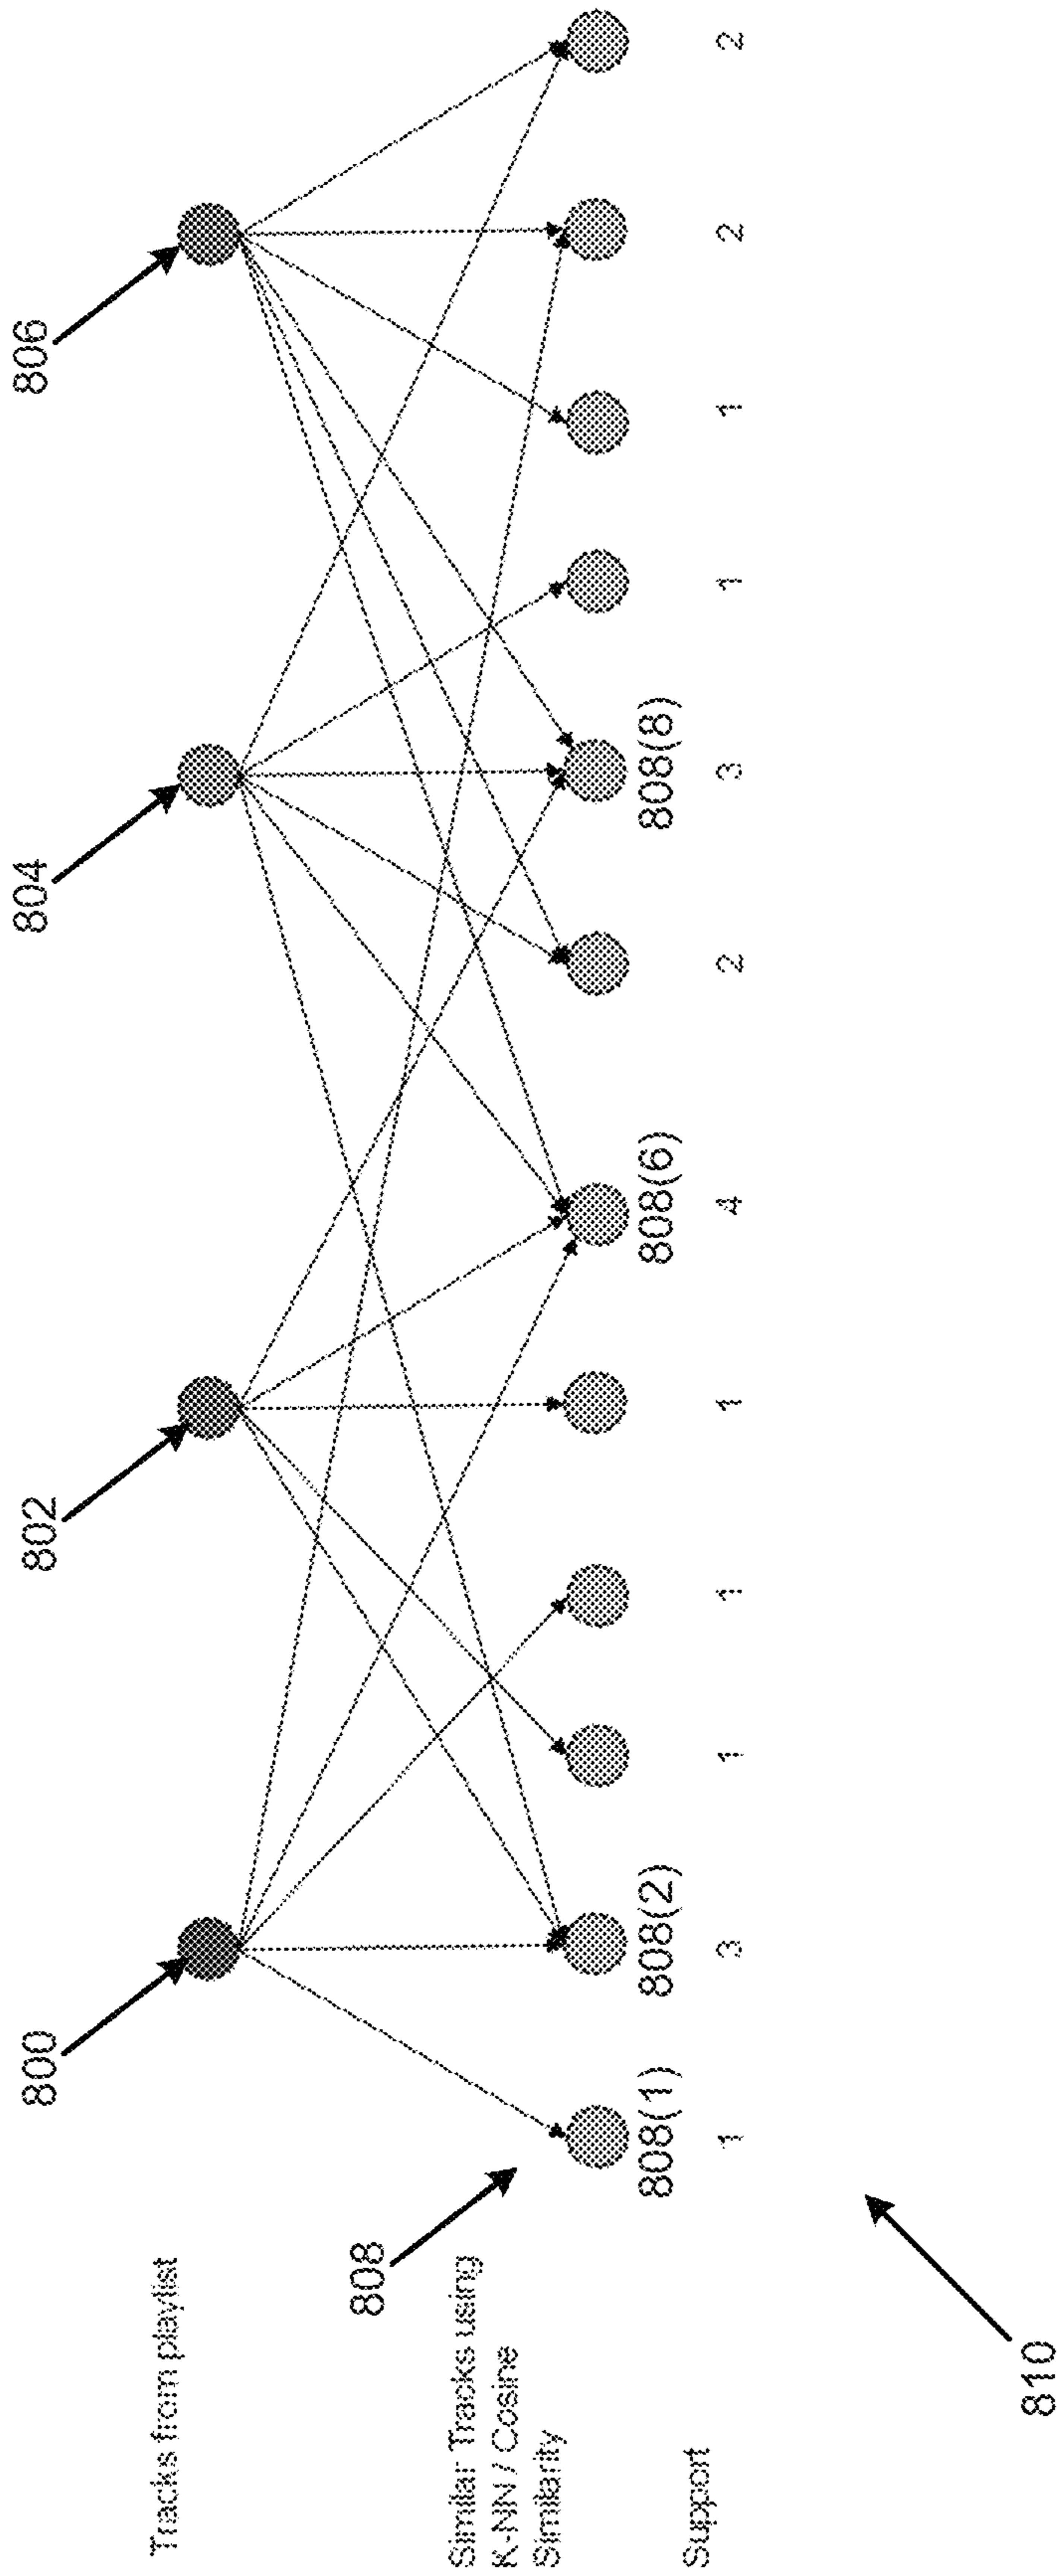 800
802
804
806
Tracks from playlist
808
Similar Tracks using
K-NN / Cosine
Similarity
808(1)
808(2)
808(6)
808(8)
Support
1 3 1 1 1 4 2 3 1 1 2 2
810